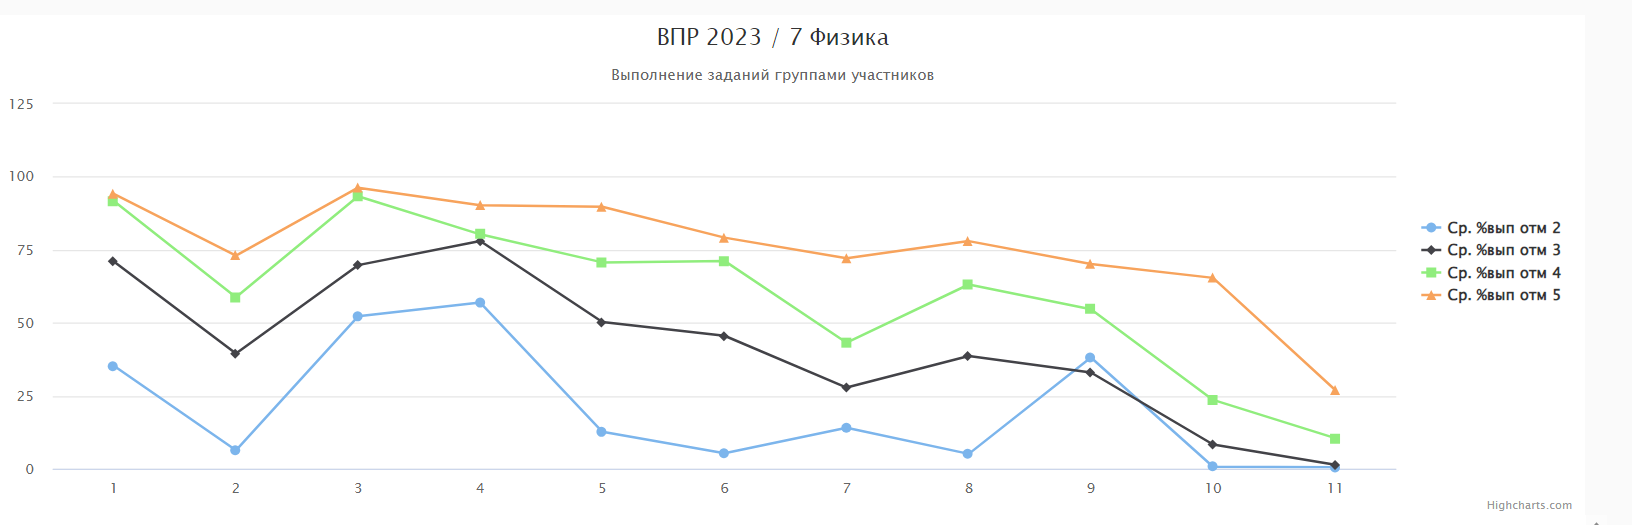 ВПР 2023 / 7 Физика
Выполнение заданий группами участников
125
100
75
50
25
0
1 2 3 4 5 6 7 8 9 10 11
Ср. %вып отм 2
Ср. %вып отм 3
Ср. %вып отм 4
Ср. %вып отм 5
Highcharts.com